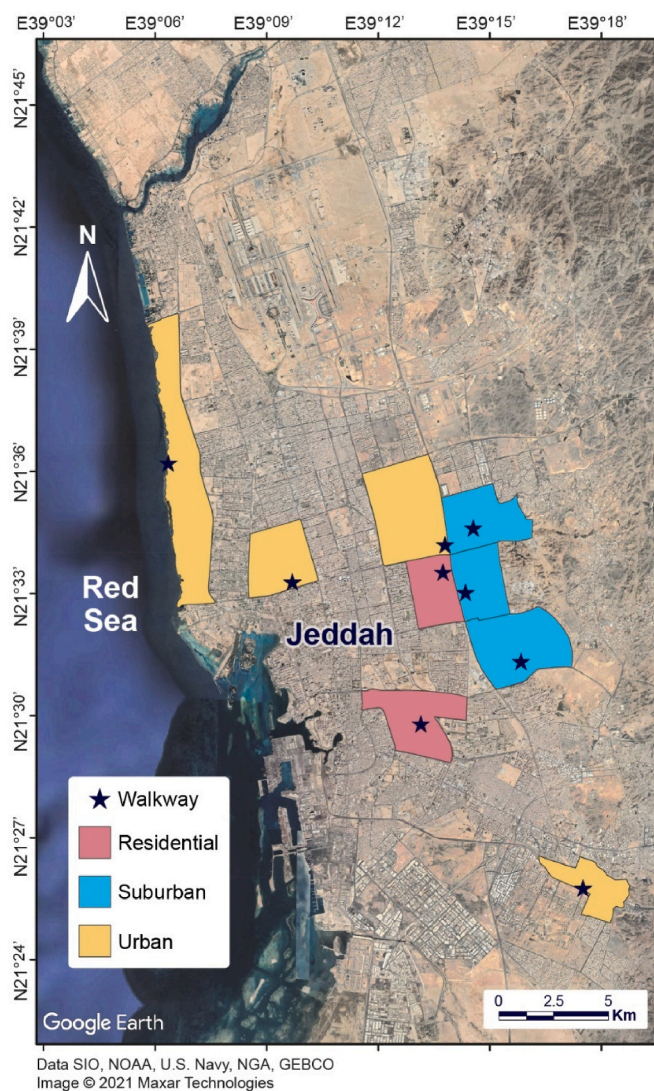 E39°03' E39°06' E39°09' E39°12' E39°15' E39°18'
N21°45'
N21°42'
N
N21°39'
N21°36'
N21°33'
Red
Sea
Jeddah
N21°30'
Walkway
Residential
N21°27'
Suburban
Urban
N21°24'
0 2.5 5
Km
Google Earth
Data SIO, NOAA, U.S. Navy, NGA, GEBCO
Image © 2021 Maxar Technologies